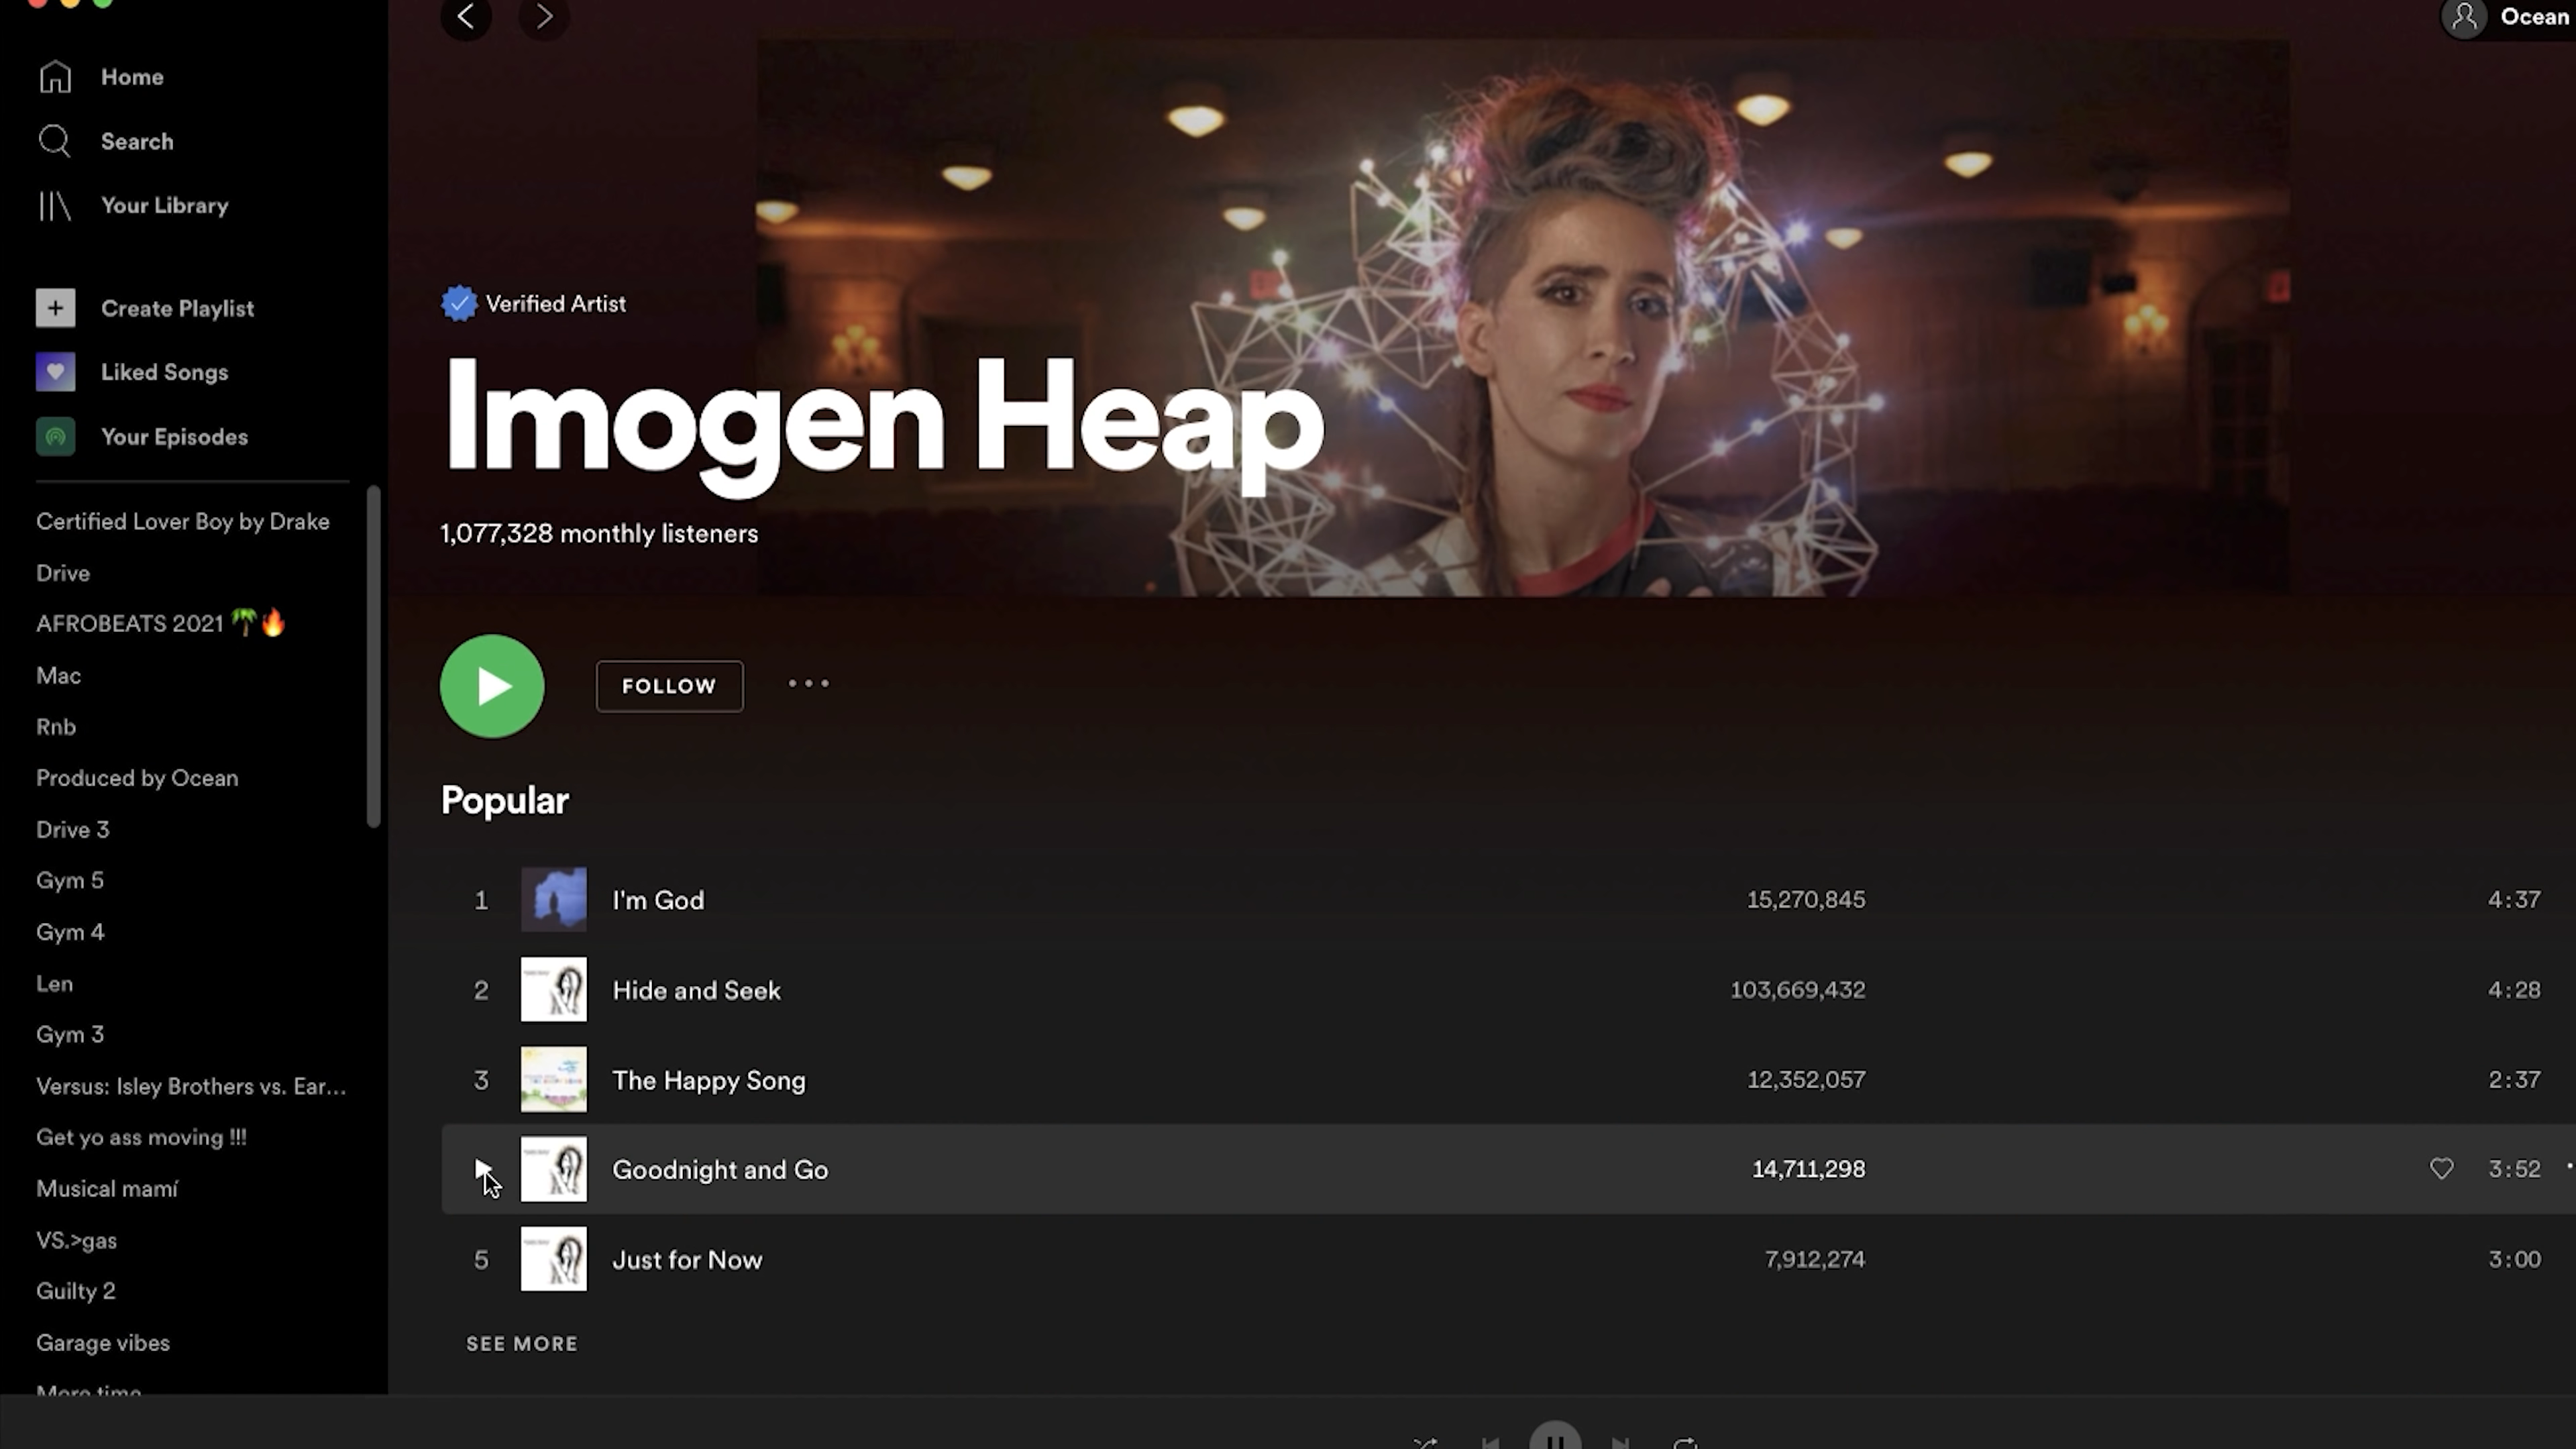 Home
Search
Your Library
Create Playlist
Liked Songs
Your Episodes
Certified Lover Boy by Drake
Drive
AFROBEATS 2021 🌴🔥
Mac
Rnb
Produced by Ocean
Drive 3
Gym 5
Gym 4
Len
Gym 3
Versus: Isley Brothers vs. Ear...
Get yo ass moving !!!
Musical mamí
VS.>gas
Guilty 2
Garage vibes
More time
Ocean
Verified Artist
Imogen Heap
1,077,328 monthly listeners
FOLLOW
Popular
1 I'm God 15,270,845 4:37
2 Hide and Seek 103,669,432 4:28
3 The Happy Song 12,352,057 2:37
Goodnight and Go 14,711,298 3:52
5 Just for Now 7,912,274 3:00
SEE MORE